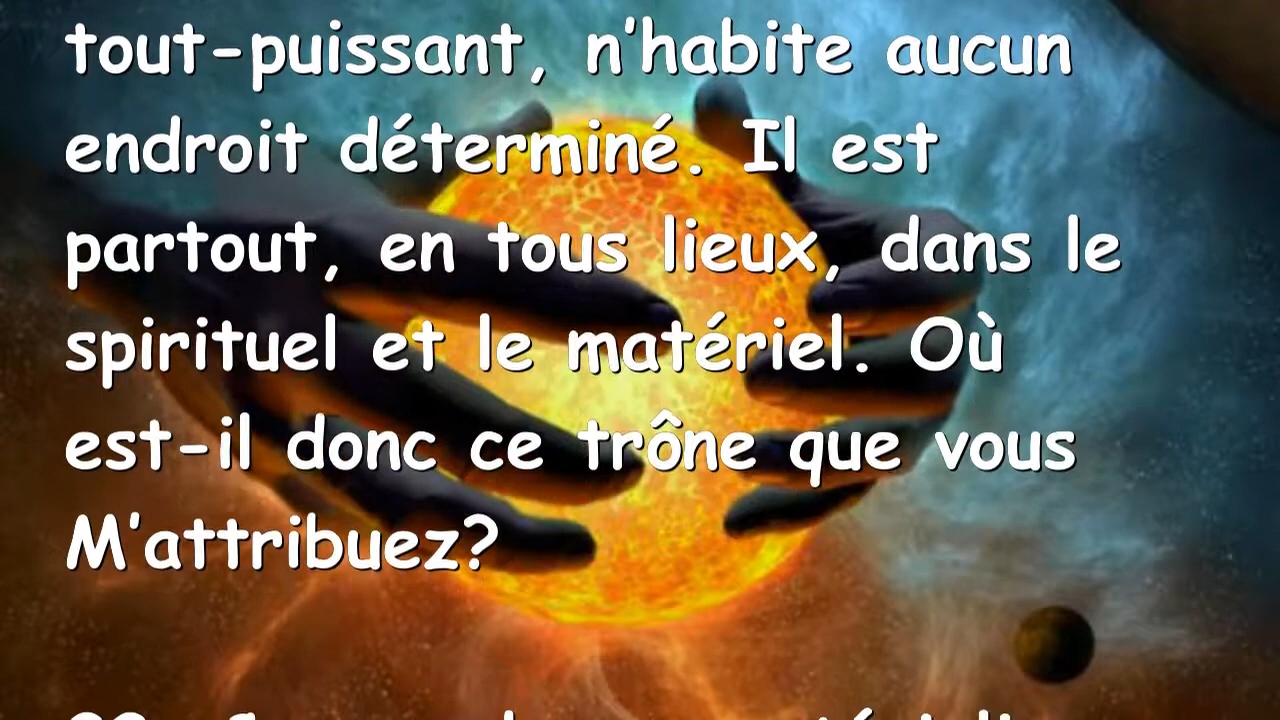 tout-puissant, n'habite aucun
endroit déterminé. Il est
partout, en tous lieux, dans le
spirituel et le matériel. Où
est-il donc ce trône que vous
M'attribuez?